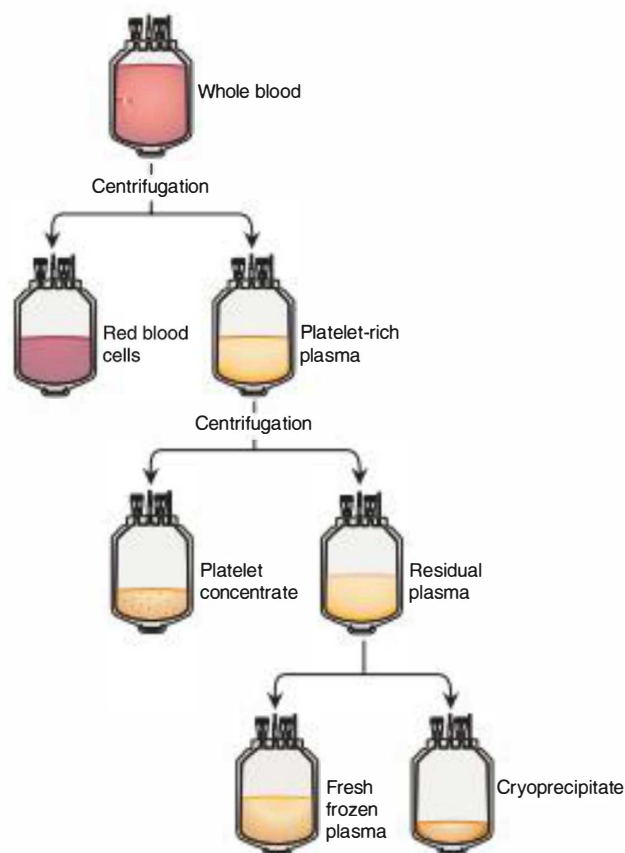 Whole blood
Centrifugation
Red blood
cells
Platelet-rich
plasma
Centrifugation
Platelet
concentrate
Residual
plasma
Fresh
frozen
plasma
Cryoprecipitate